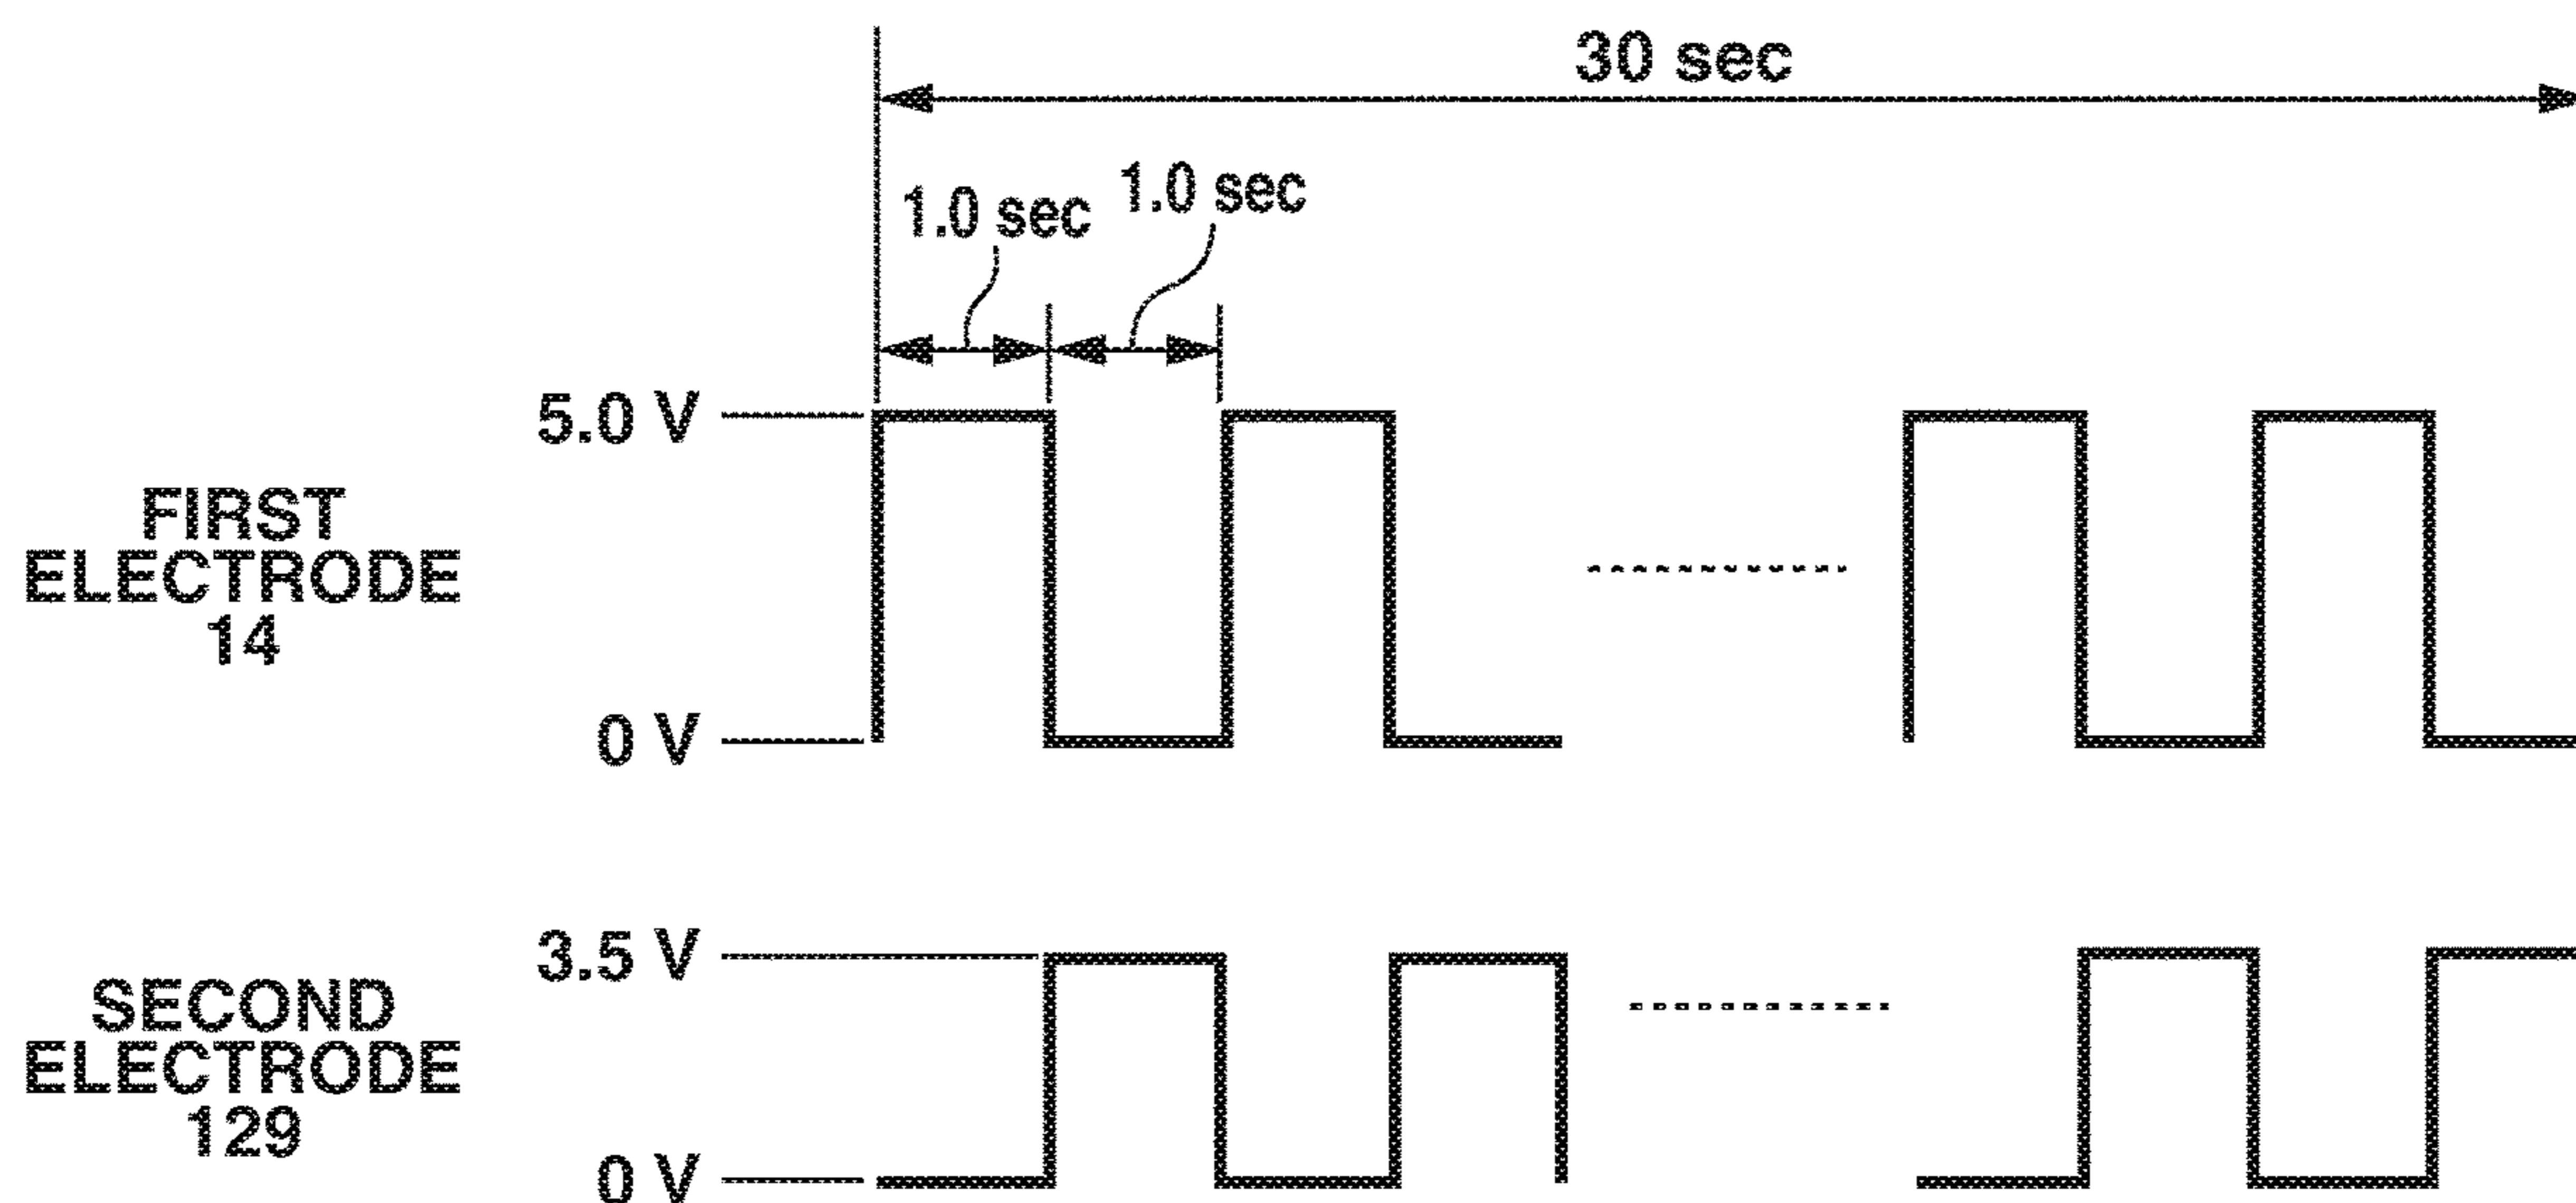 30 sec
1.0 sec
1.0 sec
5.0 V
FIRST
ELECTRODE
14
0 V
3.5 V
SECOND
ELECTRODE
129
0 V